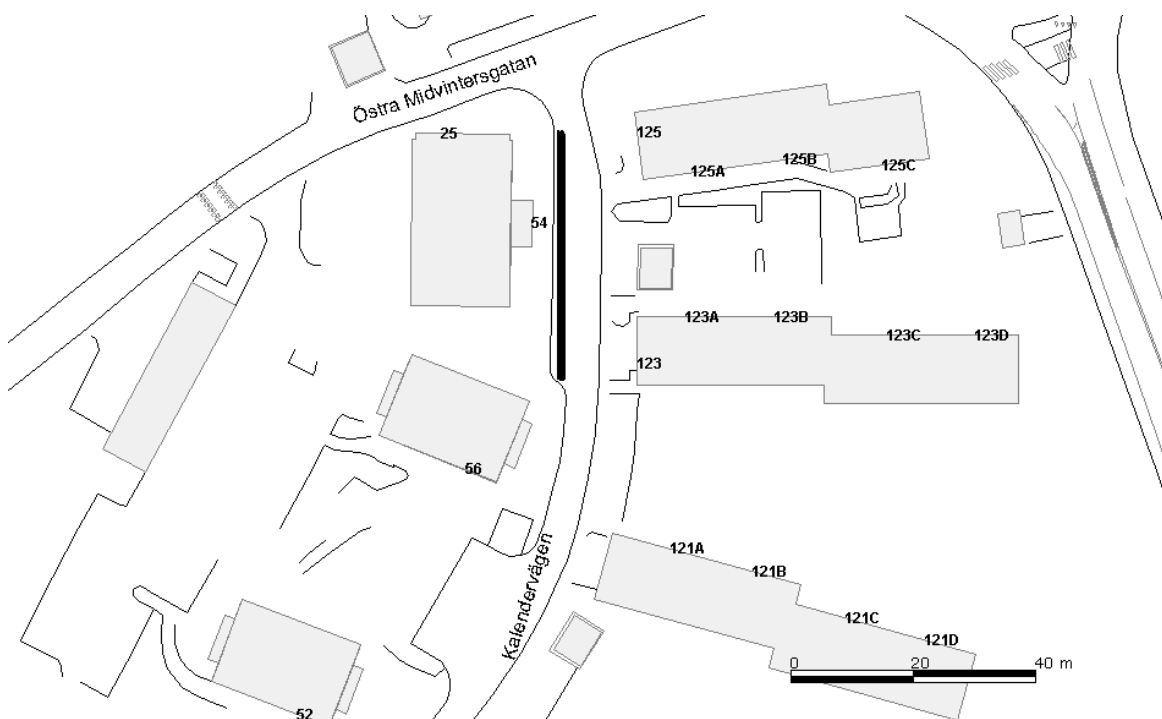 Östra Midvintersgatan
25
125
125A
125B
125C
54
123A
123B
123C
123D
123
56
121A
121B
121C
121D
Kalendervägen
52
0 20 40 m